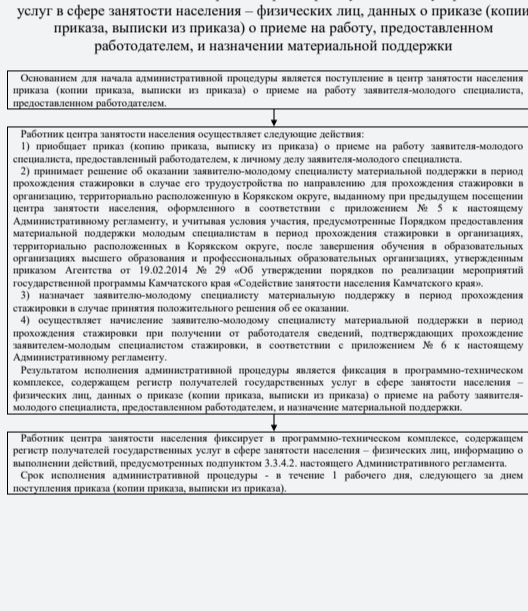 услуг в сфере занятости населения – физических лиц, данных о приказе (копии
приказа, выписки из приказа) о приеме на работу, предоставленном
работодателем, и назначении материальной поддержки
Основанием для начала административной процедуры является поступление в центр занятости населения
приказа (копии приказа, выписки из приказа) о приеме на работу заявителя-молодого специалиста,
предоставленном работодателем.
Работник центра занятости населения осуществляет следующие действия:
1) приобщает приказ (копию приказа, выписку из приказа) о приеме на работу заявителя-молодого
специалиста, предоставленный работодателем, к личному делу заявителя-молодого специалиста.
2) принимает решение об оказании заявителю-молодому специалисту материальной поддержки в период
прохождения стажировки в случае его трудоустройства по направлению для прохождения стажировки в
организацию, территориально расположенную в Корякском округе, выданному при предыдущем посещении
центра занятости населения, оформленного в соответствии с приложением № 5 к настоящему
Административному регламенту, и учитывая условия участия, предусмотренные Порядком предоставления
материальной поддержки молодым специалистам в период прохождения стажировки в организациях,
территориально расположенных в Корякском округе, после завершения обучения в образовательных
организациях высшего образования и профессиональных образовательных организациях, утвержденным
приказом Агентства от 19.02.2014 № 29 «Об утверждении порядков по реализации мероприятий
государственной программы Камчатского края «Содействие занятости населения Камчатского края».
3) назначает заявителю-молодому специалисту материальную поддержку в период прохождения
стажировки в случае принятия положительного решения об ее оказании.
4) осуществляет начисление заявителю-молодому специалисту материальной поддержки в период
прохождения стажировки при получении от работодателя сведений, подтверждающих прохождение
заявителем-молодым специалистом стажировки, в соответствии с приложением № 6 к настоящему
Административному регламенту.
Результатом исполнения административной процедуры является фиксация в программно-техническом
комплексе, содержащем регистр получателей государственных услуг в сфере занятости населения –
физических лиц, данных о приказе (копии приказа, выписки из приказа) о приеме на работу заявителя-
молодого специалиста, предоставленном работодателем, и назначение материальной поддержки.
Работник центра занятости населения фиксирует в программно-техническом комплексе, содержащем
регистр получателей государственных услуг в сфере занятости населения – физических лиц, информацию о
выполнении действий, предусмотренных подпунктом 3.3.4.2. настоящего Административного регламента.
Срок исполнения административной процедуры - в течение 1 рабочего дня, следующего за днем
поступления приказа (копии приказа, выписки из приказа).